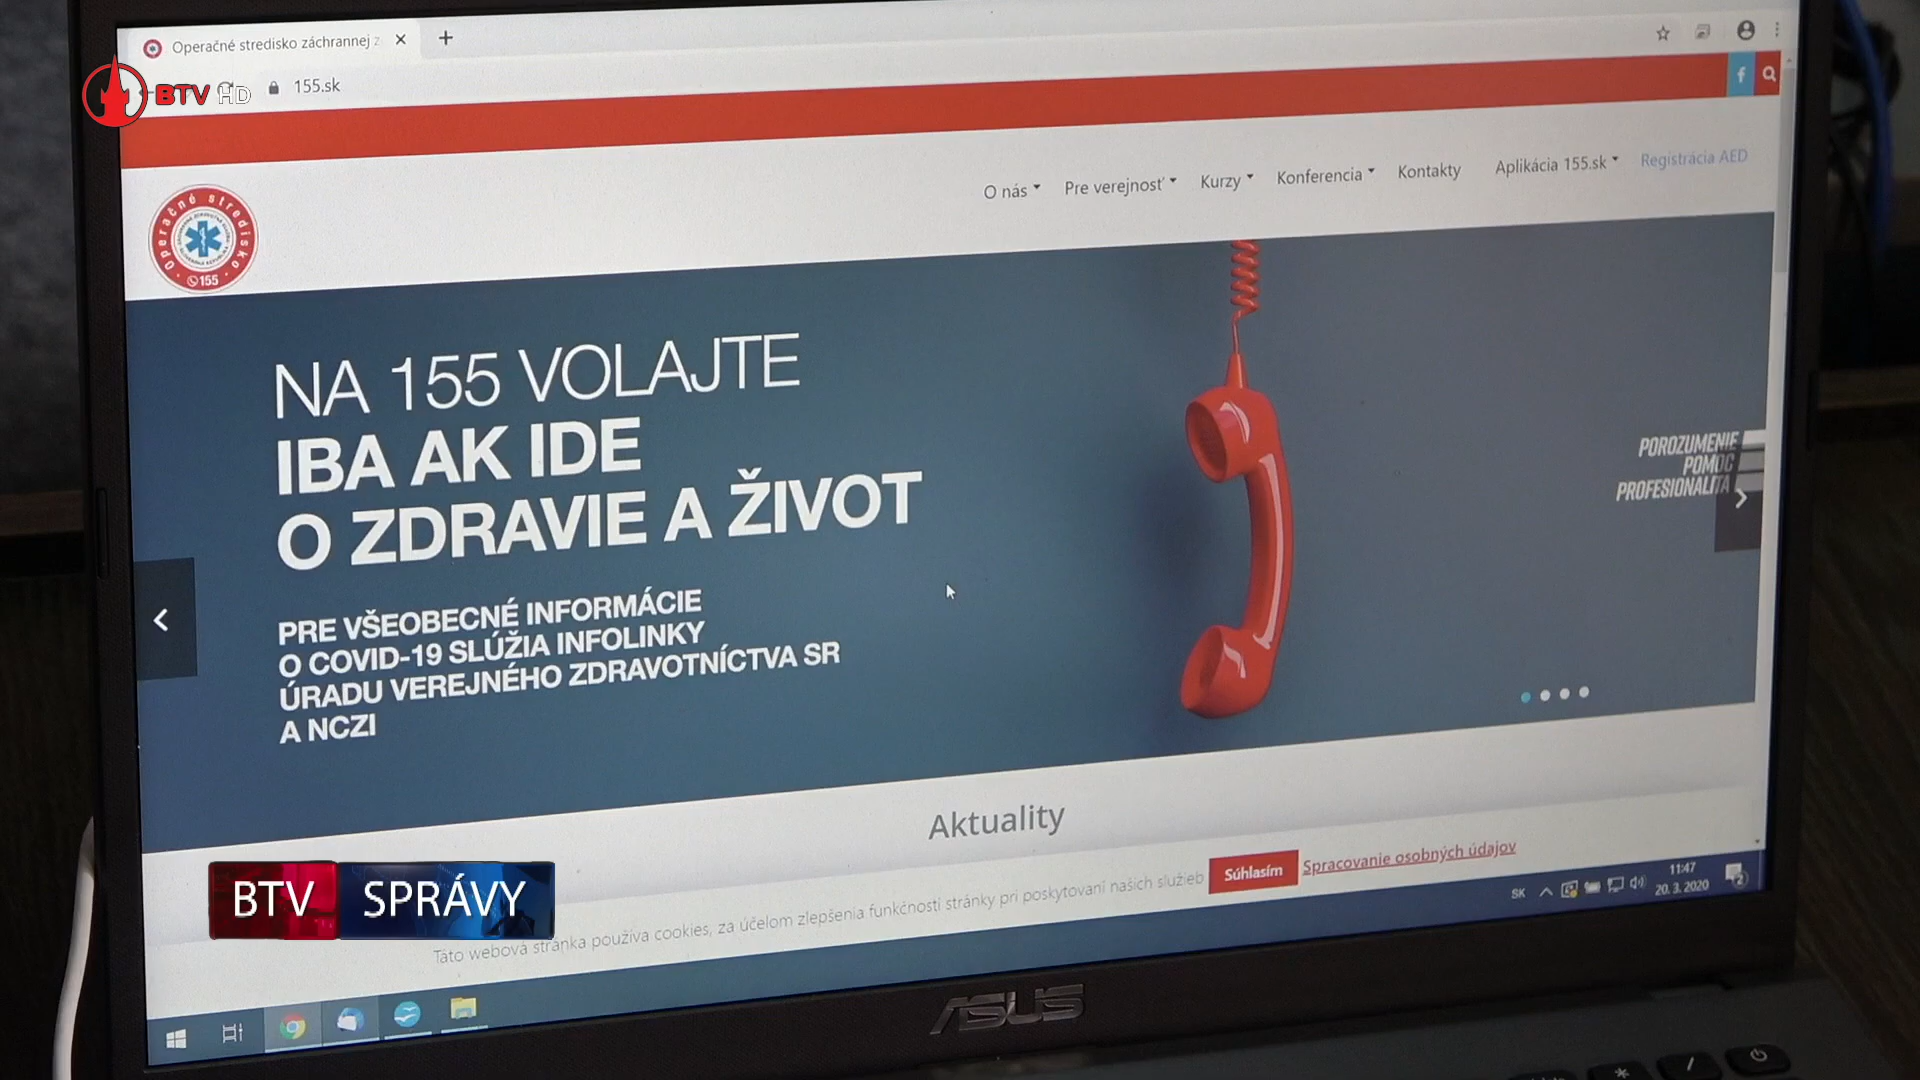 Operačné stredisko záchrannej z
BTV HD
155.sk
O nás
Pre verejnosť
Kurzy
Konferencia
Kontakty
Aplikácia 155.sk
Registrácia AED
Operačné stredisko
155
NA 155 VOLAJTE
IBA AK IDE
O ZDRAVIE A ŽIVOT
PRE VŠEOBECNÉ INFORMÁCIE
O COVID-19 SLÚŽIA INFOLINKY
ÚRADU VEREJNÉHO ZDRAVOTNÍCTVA SR
A NCZI
POROZUMENIE
POMOC
PROFESIONALITA
Aktuality
BTV SPRÁVY
Táto webová stránka používa cookies, za účelom zlepšenia funkčnosti stránky pri poskytovaní našich služieb
Súhlasím
Spracovanie osobných údajov
SK
11:47
20. 3. 2020
2
ASUS